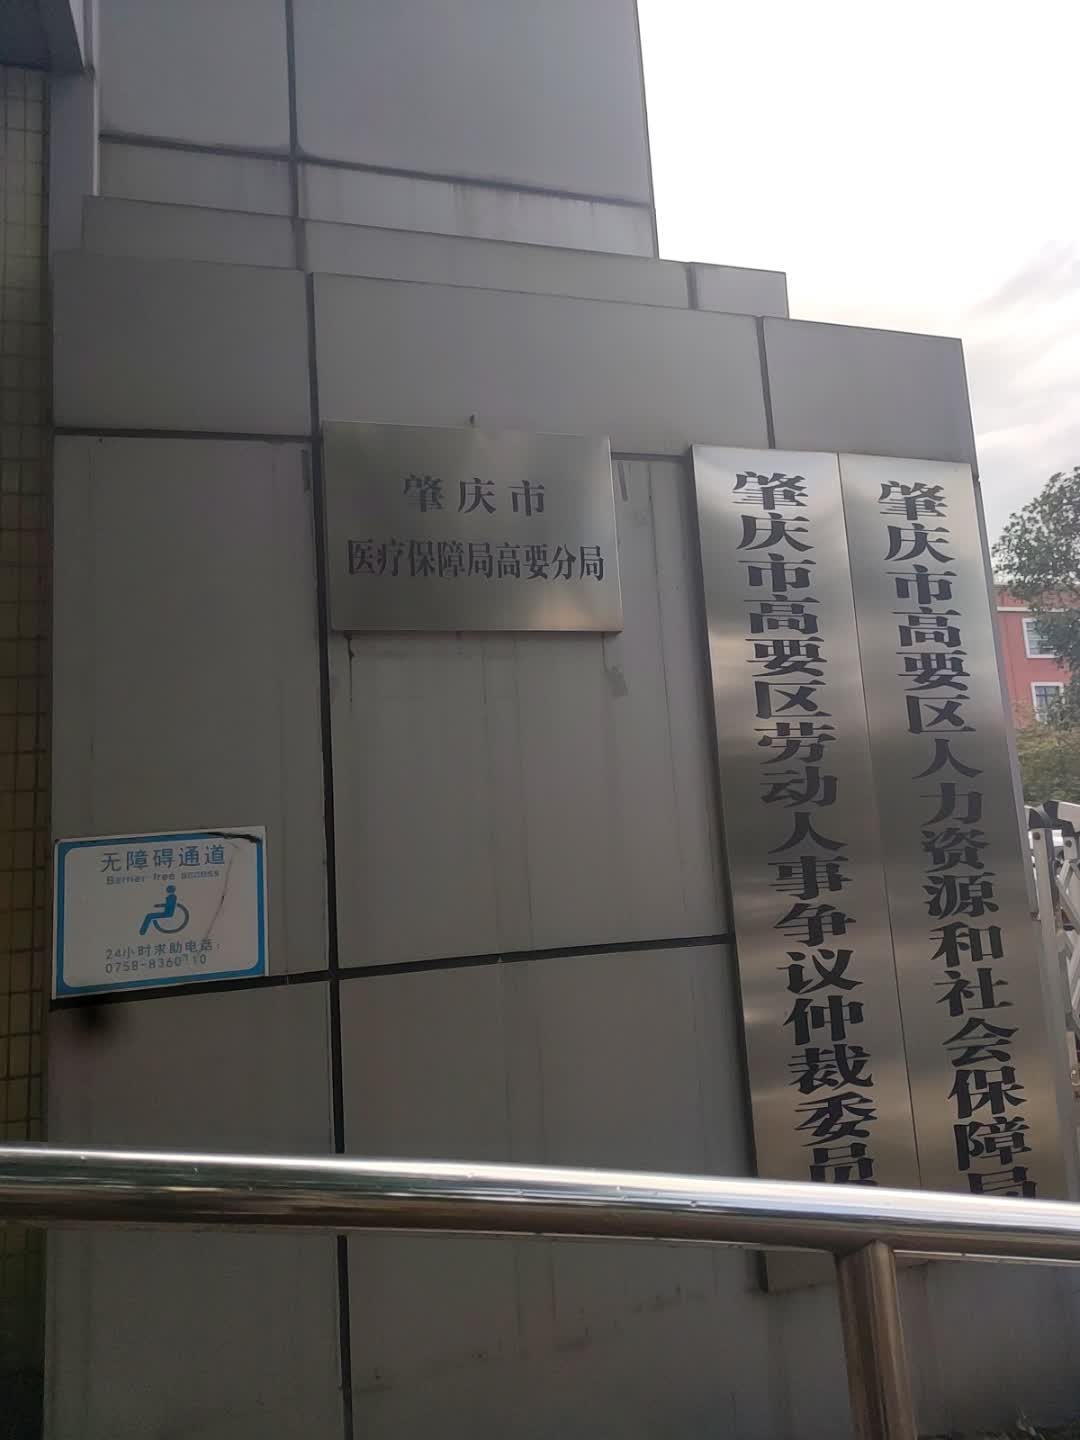 肇庆市
医疗保障局高要分局
肇庆市高要区劳动人事争议仲裁委员
肇庆市高要区人力资源和社会保障局
无障碍通道
Barrier free access
24小时求助电话: